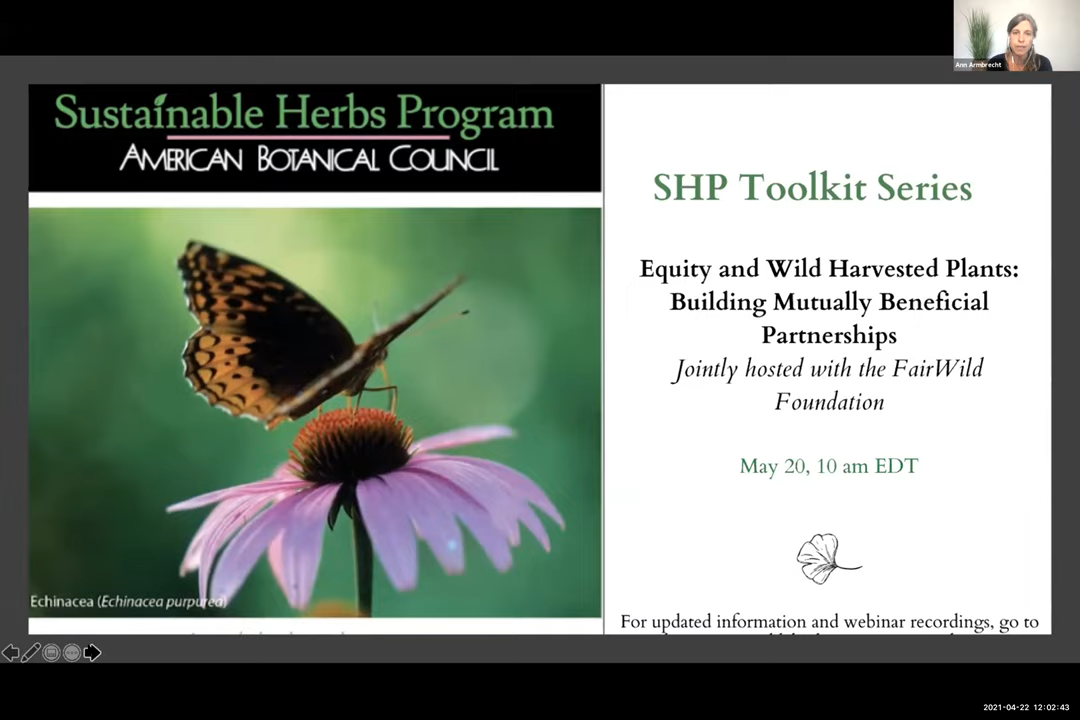 Ann Armbrecht
Sustainable Herbs Program
AMERICAN BOTANICAL COUNCIL
Echinacea (Echinacea purpurea)
SHP Toolkit Series
Equity and Wild Harvested Plants:
Building Mutually Beneficial
Partnerships
Jointly hosted with the FairWild
Foundation
May 20, 10 am EDT
For updated information and webinar recordings, go to
2021-04-22 12:02:43